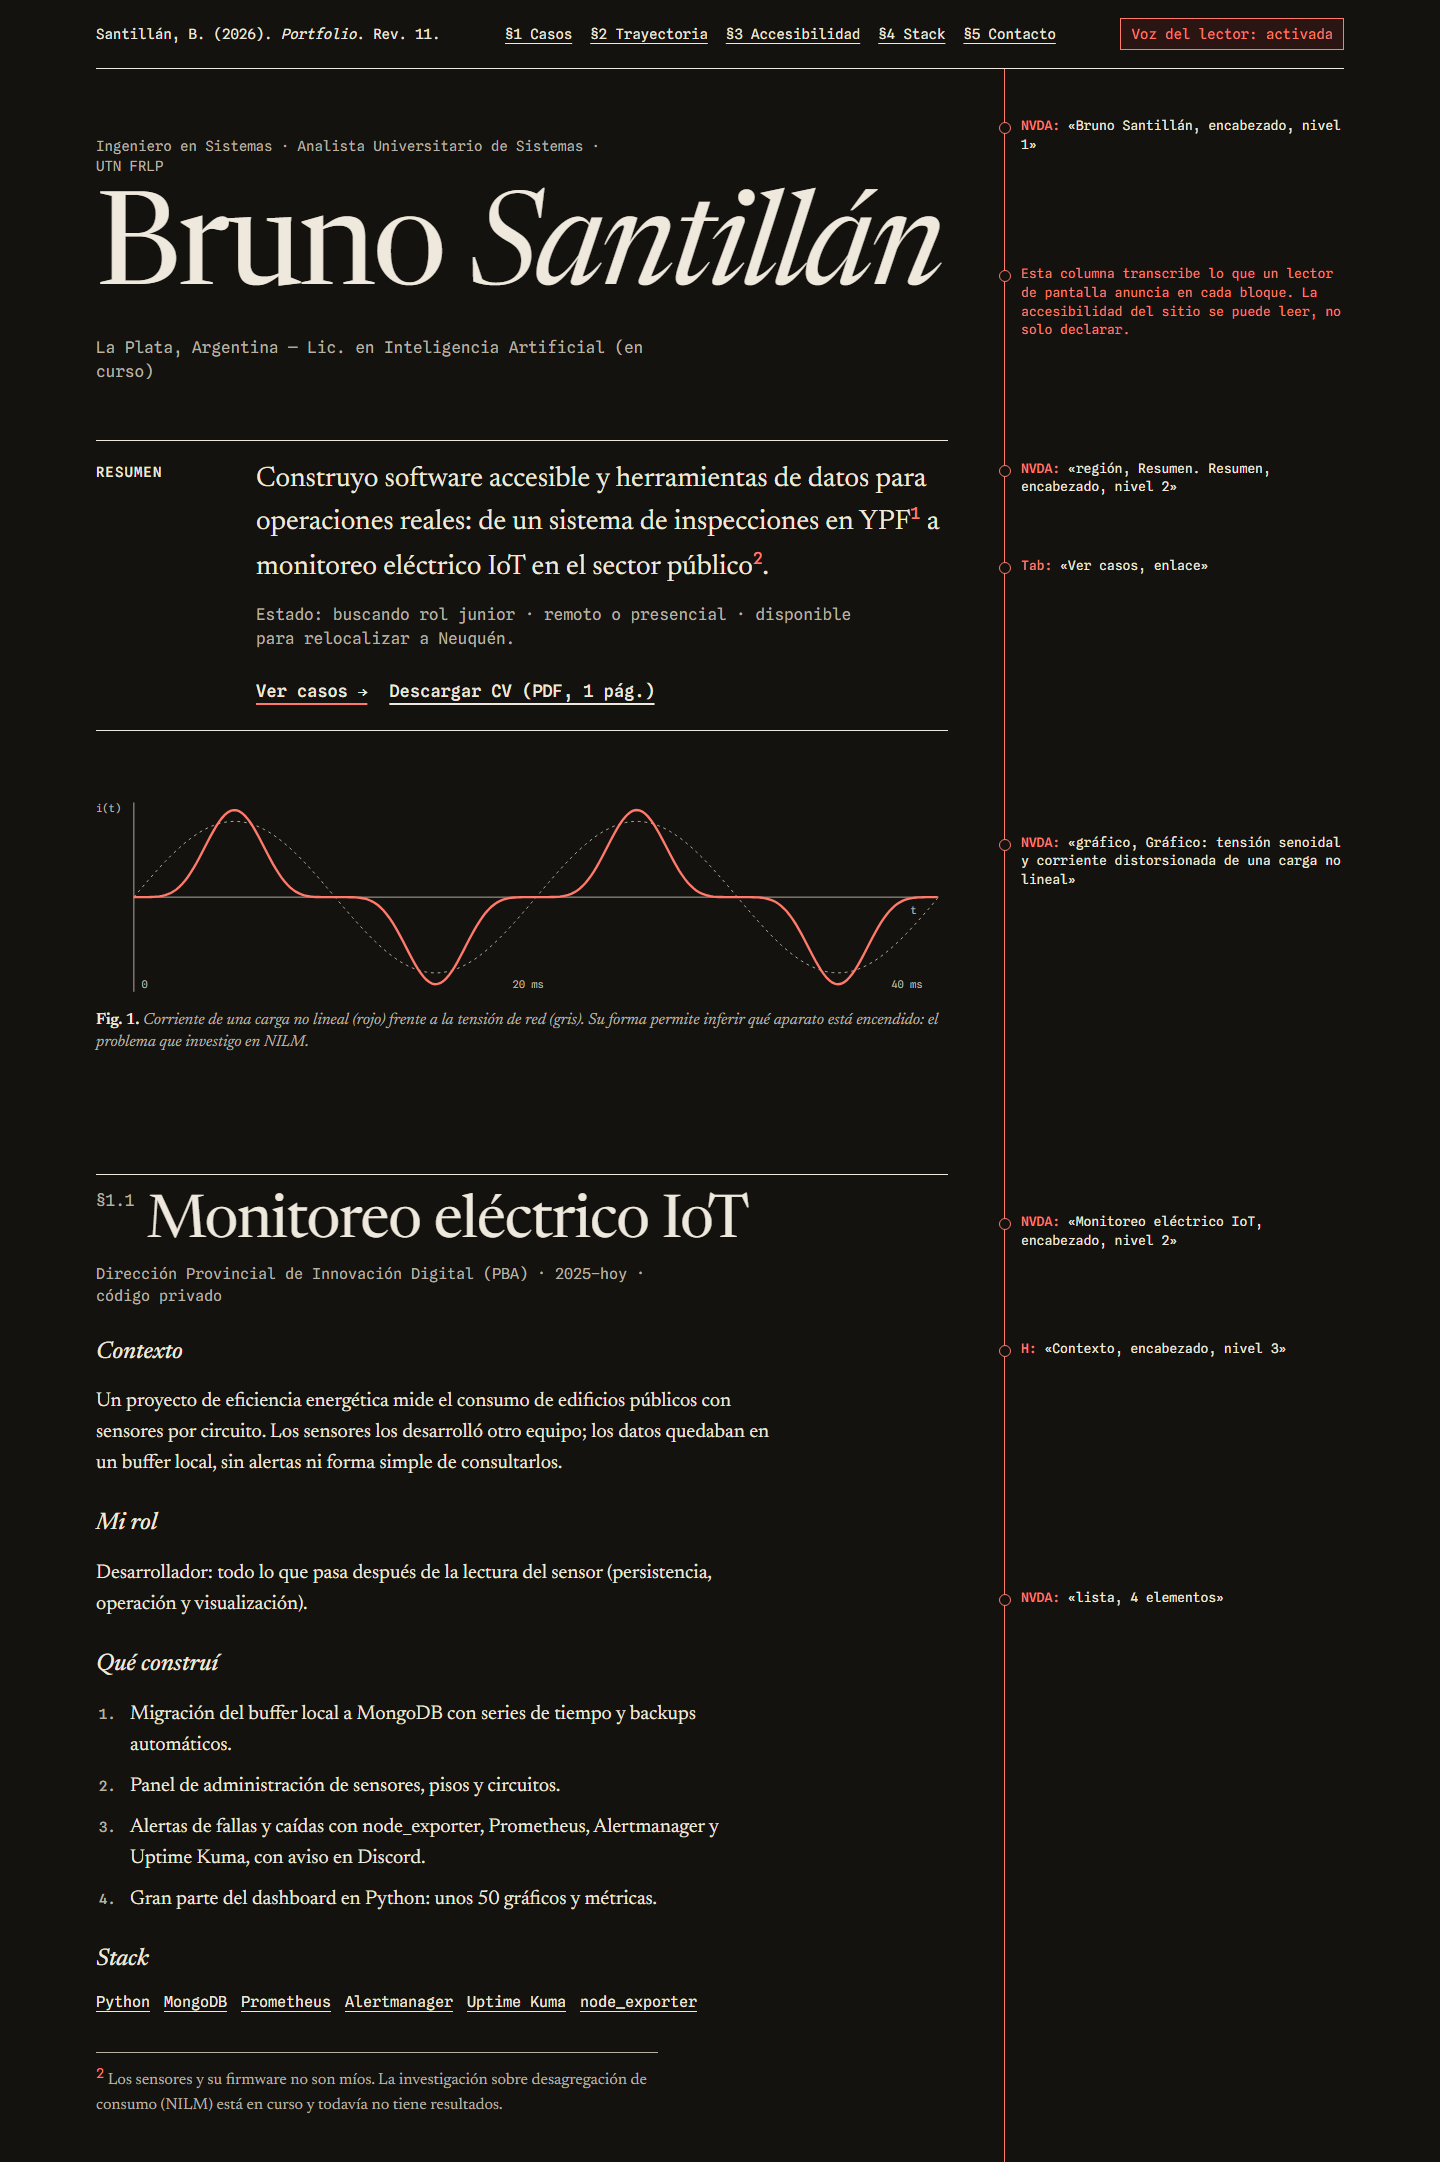 Santillán, B. (2026). Portfolio. Rev. 11.
§1 Casos §2 Trayectoria §3 Accesibilidad §4 Stack §5 Contacto
Voz del lector: activada
Ingeniero en Sistemas · Analista Universitario de Sistemas ·
UTN FRLP
Bruno Santillán
La Plata, Argentina — Lic. en Inteligencia Artificial (en
curso)
NVDA: «Bruno Santillán, encabezado, nivel
1»
Esta columna transcribe lo que un lector
de pantalla anuncia en cada bloque. La
accesibilidad del sitio se puede leer, no
solo declarar.
RESUMEN
Construyo software accesible y herramientas de datos para
operaciones reales: de un sistema de inspecciones en YPF1 a
monitoreo eléctrico IoT en el sector público2.
Estado: buscando rol junior · remoto o presencial · disponible
para relocalizar a Neuquén.
Ver casos → Descargar CV (PDF, 1 pág.)
NVDA: «región, Resumen. Resumen,
encabezado, nivel 2»
Tab: «Ver casos, enlace»
i(t)
t
0
20 ms
40 ms
Fig. 1. Corriente de una carga no lineal (rojo) frente a la tensión de red (gris). Su forma permite inferir qué aparato está encendido: el
problema que investigo en NILM.
NVDA: «gráfico, Gráfico: tensión senoidal
y corriente distorsionada de una carga no
lineal»
§1.1 Monitoreo eléctrico IoT
Dirección Provincial de Innovación Digital (PBA) · 2025–hoy ·
código privado
NVDA: «Monitoreo eléctrico IoT,
encabezado, nivel 2»
Contexto
H: «Contexto, encabezado, nivel 3»
Un proyecto de eficiencia energética mide el consumo de edificios públicos con
sensores por circuito. Los sensores los desarrolló otro equipo; los datos quedaban en
un buffer local, sin alertas ni forma simple de consultarlos.
Mi rol
Desarrollador: todo lo que pasa después de la lectura del sensor (persistencia,
operación y visualización).
NVDA: «lista, 4 elementos»
Qué construí
1. Migración del buffer local a MongoDB con series de tiempo y backups
automáticos.
2. Panel de administración de sensores, pisos y circuitos.
3. Alertas de fallas y caídas con node_exporter, Prometheus, Alertmanager y
Uptime Kuma, con aviso en Discord.
4. Gran parte del dashboard en Python: unos 50 gráficos y métricas.
Stack
Python MongoDB Prometheus Alertmanager Uptime Kuma node_exporter
2 Los sensores y su firmware no son míos. La investigación sobre desagregación de
consumo (NILM) está en curso y todavía no tiene resultados.